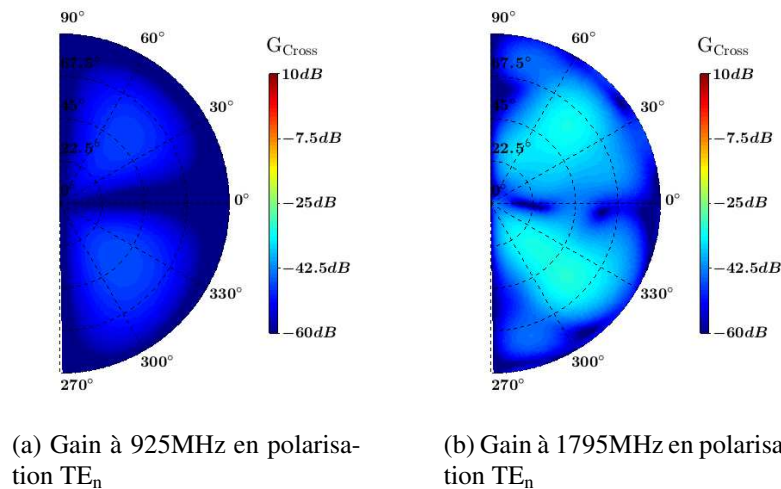 90°
60°
67.5°
45°
30°
22.5°
0°
0°
330°
300°
270°
G_Cross
10dB
−7.5dB
−25dB
−42.5dB
−60dB
90°
60°
67.5°
45°
30°
22.5°
0°
0°
330°
300°
270°
G_Cross
10dB
−7.5dB
−25dB
−42.5dB
−60dB
(a) Gain à 925MHz en polarisa-
tion TE_n
(b) Gain à 1795MHz en polarisa
tion TE_n